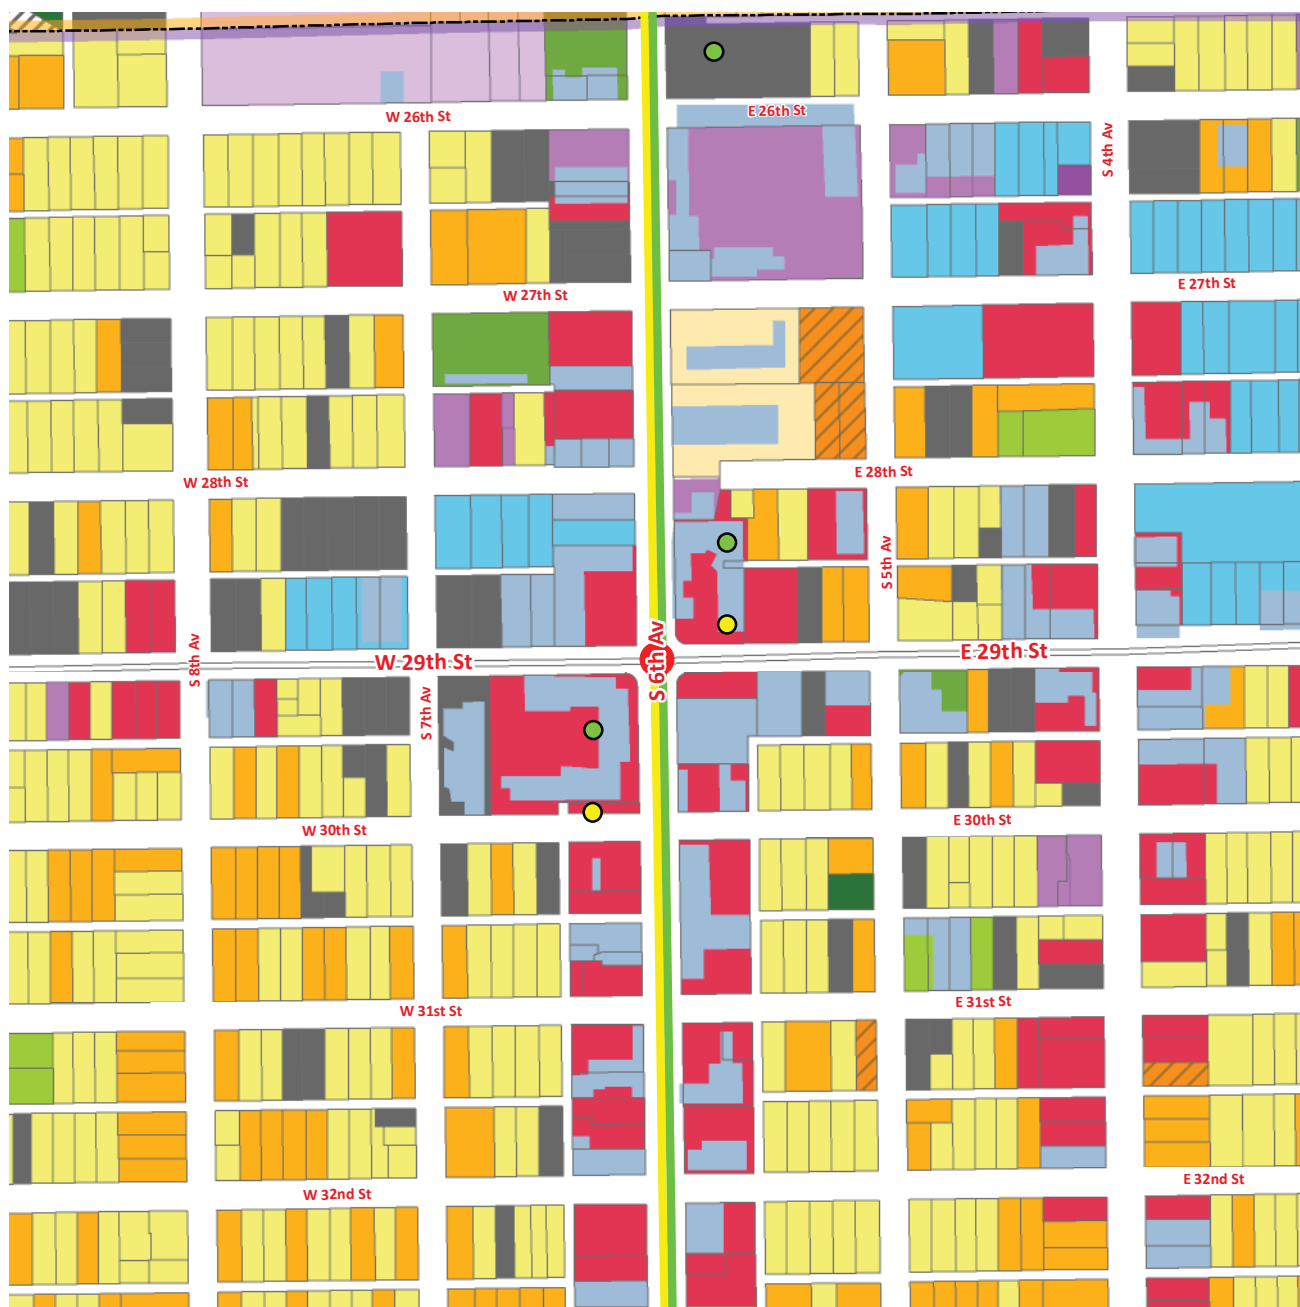 W 26th St
E 26th St
S 4th Av
E 27th St
W 27th St
E 28th St
W 28th St
S 5th Av
S 6th Av
E 29th St
W 29th St
S 8th Av
S 7th Av
E 30th St
W 30th St
E 31st St
W 31st St
E 32nd St
W 32nd St